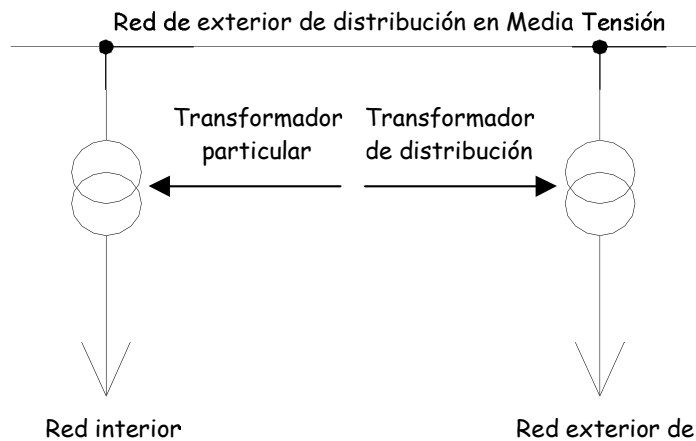 Red de exterior de distribución en Media Tensión
Transformador
particular
Transformador
de distribución
Red interior
Red exterior de